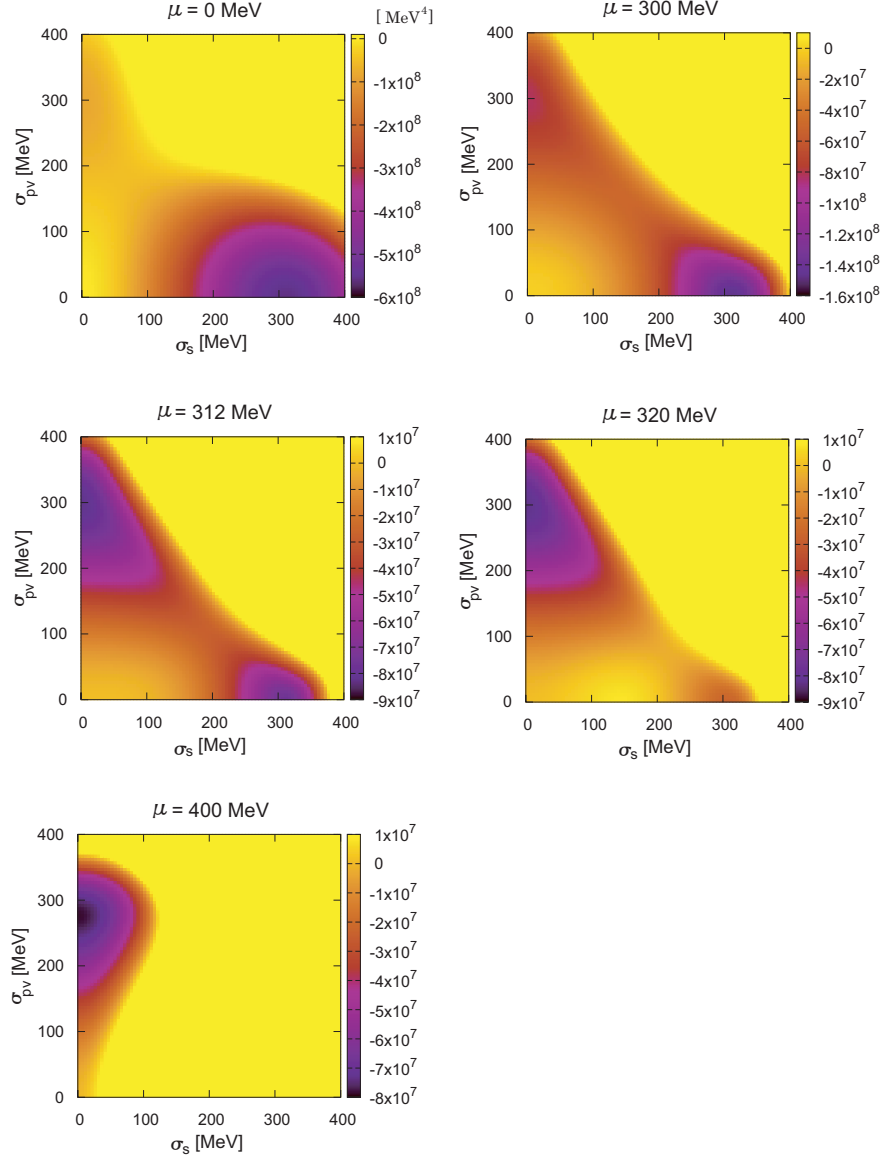 μ = 0 MeV
[ MeV⁴]
σpv [MeV]
400
300
200
100
0
0 100 200 300 400
σs [MeV]
0
-1x10⁸
-2x10⁸
-3x10⁸
-4x10⁸
-5x10⁸
-6x10⁸
μ = 300 MeV
σpv [MeV]
400
300
200
100
0
0 100 200 300 400
σs [MeV]
0
-2x10⁷
-4x10⁷
-6x10⁷
-8x10⁷
-1x10⁸
-1.2x10⁸
-1.4x10⁸
-1.6x10⁸
μ = 312 MeV
σpv [MeV]
400
300
200
100
0
0 100 200 300 400
σs [MeV]
1x10⁷
0
-1x10⁷
-2x10⁷
-3x10⁷
-4x10⁷
-5x10⁷
-6x10⁷
-7x10⁷
-8x10⁷
-9x10⁷
μ = 320 MeV
σpv [MeV]
400
300
200
100
0
0 100 200 300 400
σs [MeV]
1x10⁷
0
-1x10⁷
-2x10⁷
-3x10⁷
-4x10⁷
-5x10⁷
-6x10⁷
-7x10⁷
-8x10⁷
-9x10⁷
μ = 400 MeV
σpv [MeV]
400
300
200
100
0
0 100 200 300 400
σs [MeV]
1x10⁷
0
-1x10⁷
-2x10⁷
-3x10⁷
-4x10⁷
-5x10⁷
-6x10⁷
-7x10⁷
-8x10⁷